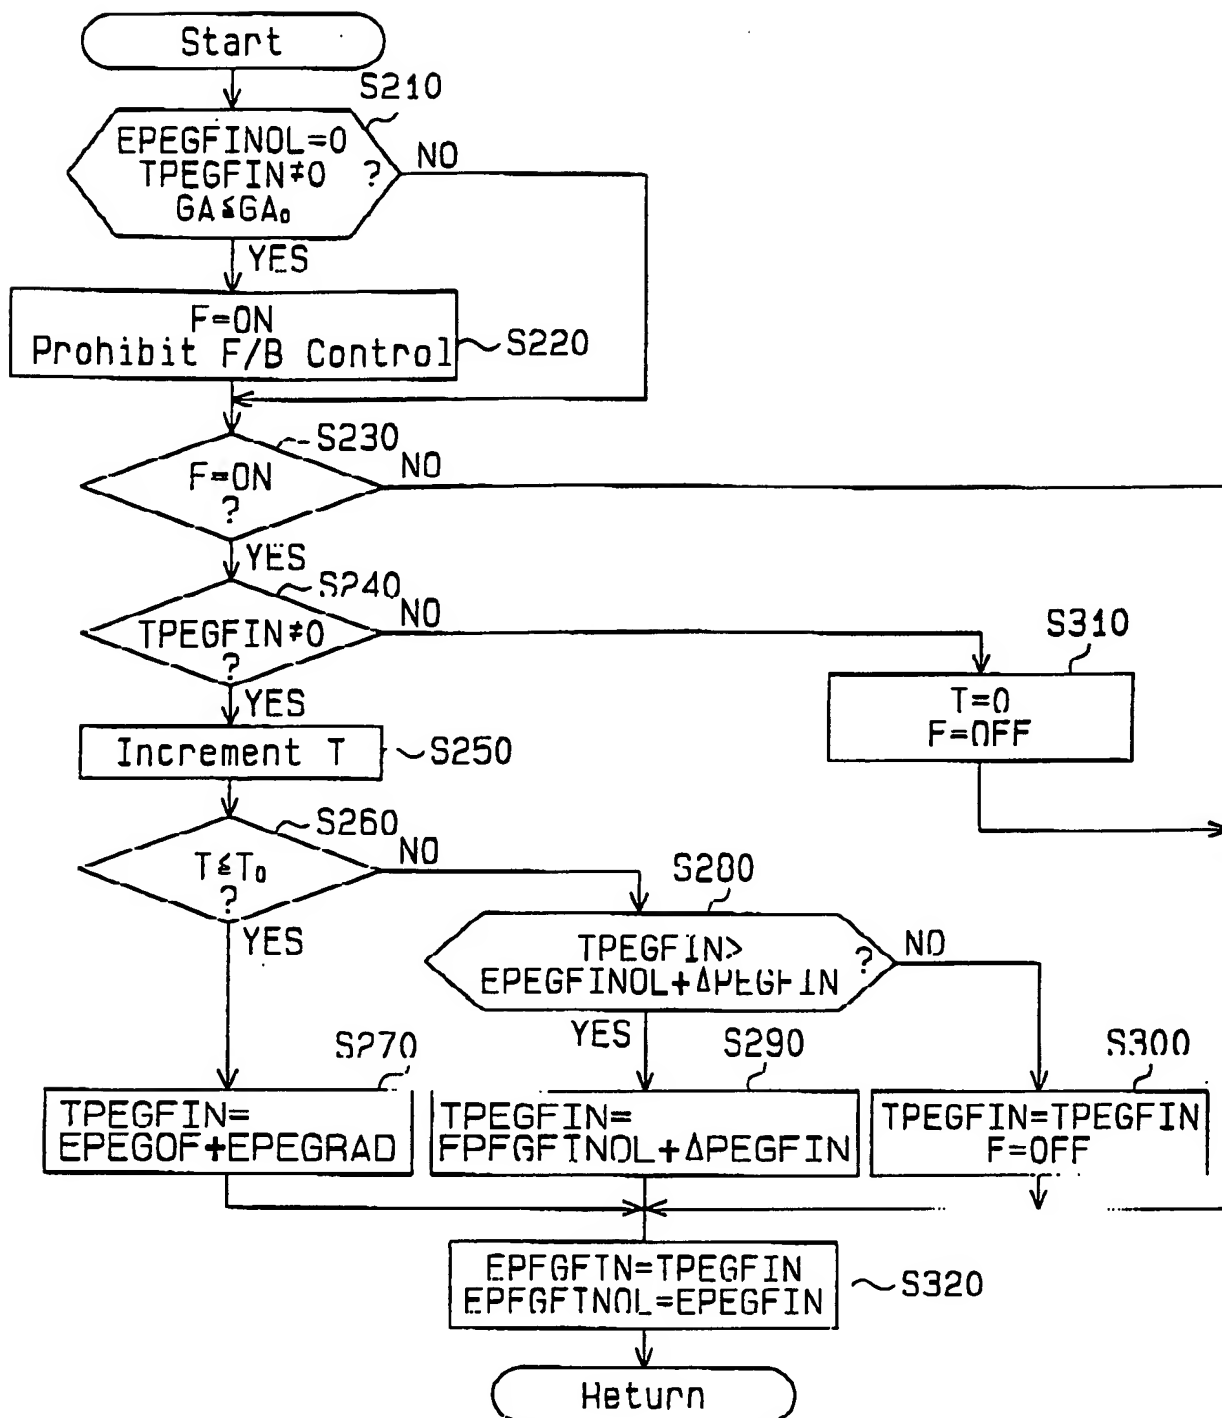 Start
S210
EPEGFINOL=0
TPEGFIN≠0 ?
GA≦GA₀
NO
YES
F=ON
Prohibit F/B Control
S220
S230
F=ON
?
NO
YES
S240
TPEGFIN≠0
?
NO
S310
T=0
F=OFF
YES
Increment T
S250
S260
T≦T₀
?
NO
YES
S280
TPEGFIN>
EPEGFINOL+ΔPEGFIN ?
NO
YES
S270
TPEGFIN=
EPEGOF+EPEGRAD
S290
TPEGFIN=
EPEGFINOL+ΔPEGFIN
S300
TPEGFIN=TPEGFIN
F=OFF
EPEGFIN=TPEGFIN
EPEGFINOL=EPEGFIN
S320
Return